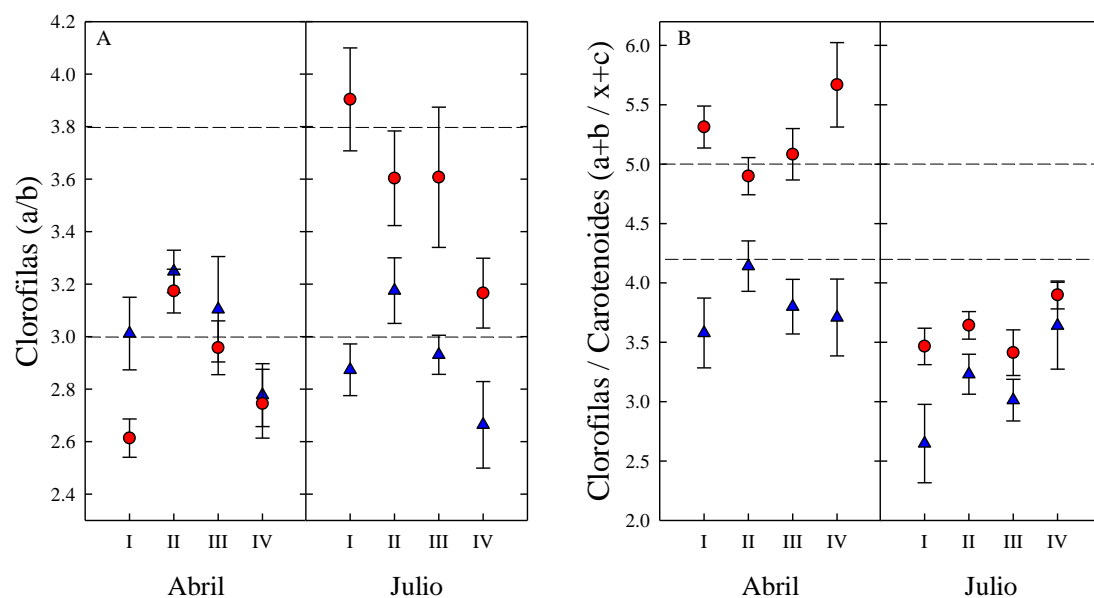 A
Clorofilas (a/b)
4.2
4.0
3.8
3.6
3.4
3.2
3.0
2.8
2.6
2.4
I II III IV I II III IV
Abril Julio
B
Clorofilas / Carotenoides (a+b / x+c)
6.0
5.5
5.0
4.5
4.0
3.5
3.0
2.5
2.0
I II III IV I II III IV
Abril Julio